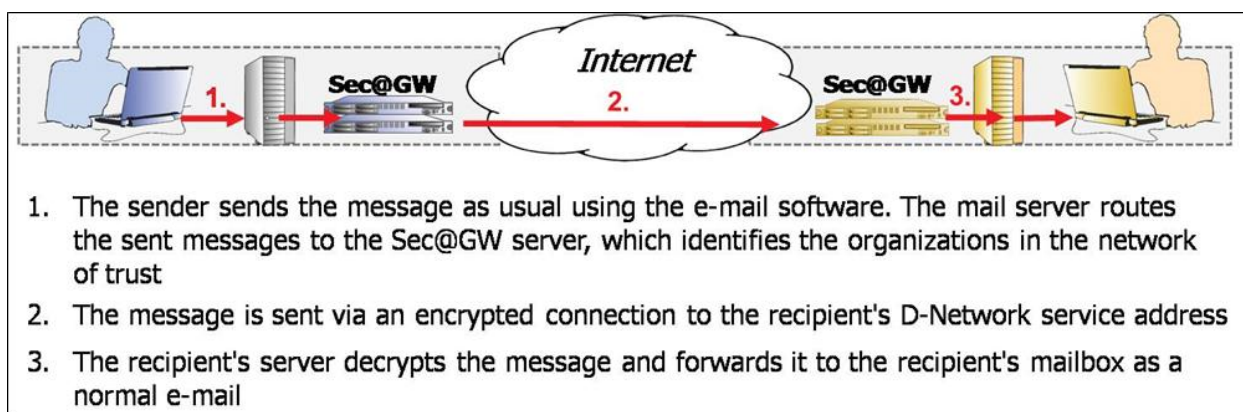 Internet
Sec@GW
Sec@GW
1.
2.
3.
1. The sender sends the message as usual using the e-mail software. The mail server routes
the sent messages to the Sec@GW server, which identifies the organizations in the network
of trust
2. The message is sent via an encrypted connection to the recipient's D-Network service address
3. The recipient's server decrypts the message and forwards it to the recipient's mailbox as a
normal e-mail